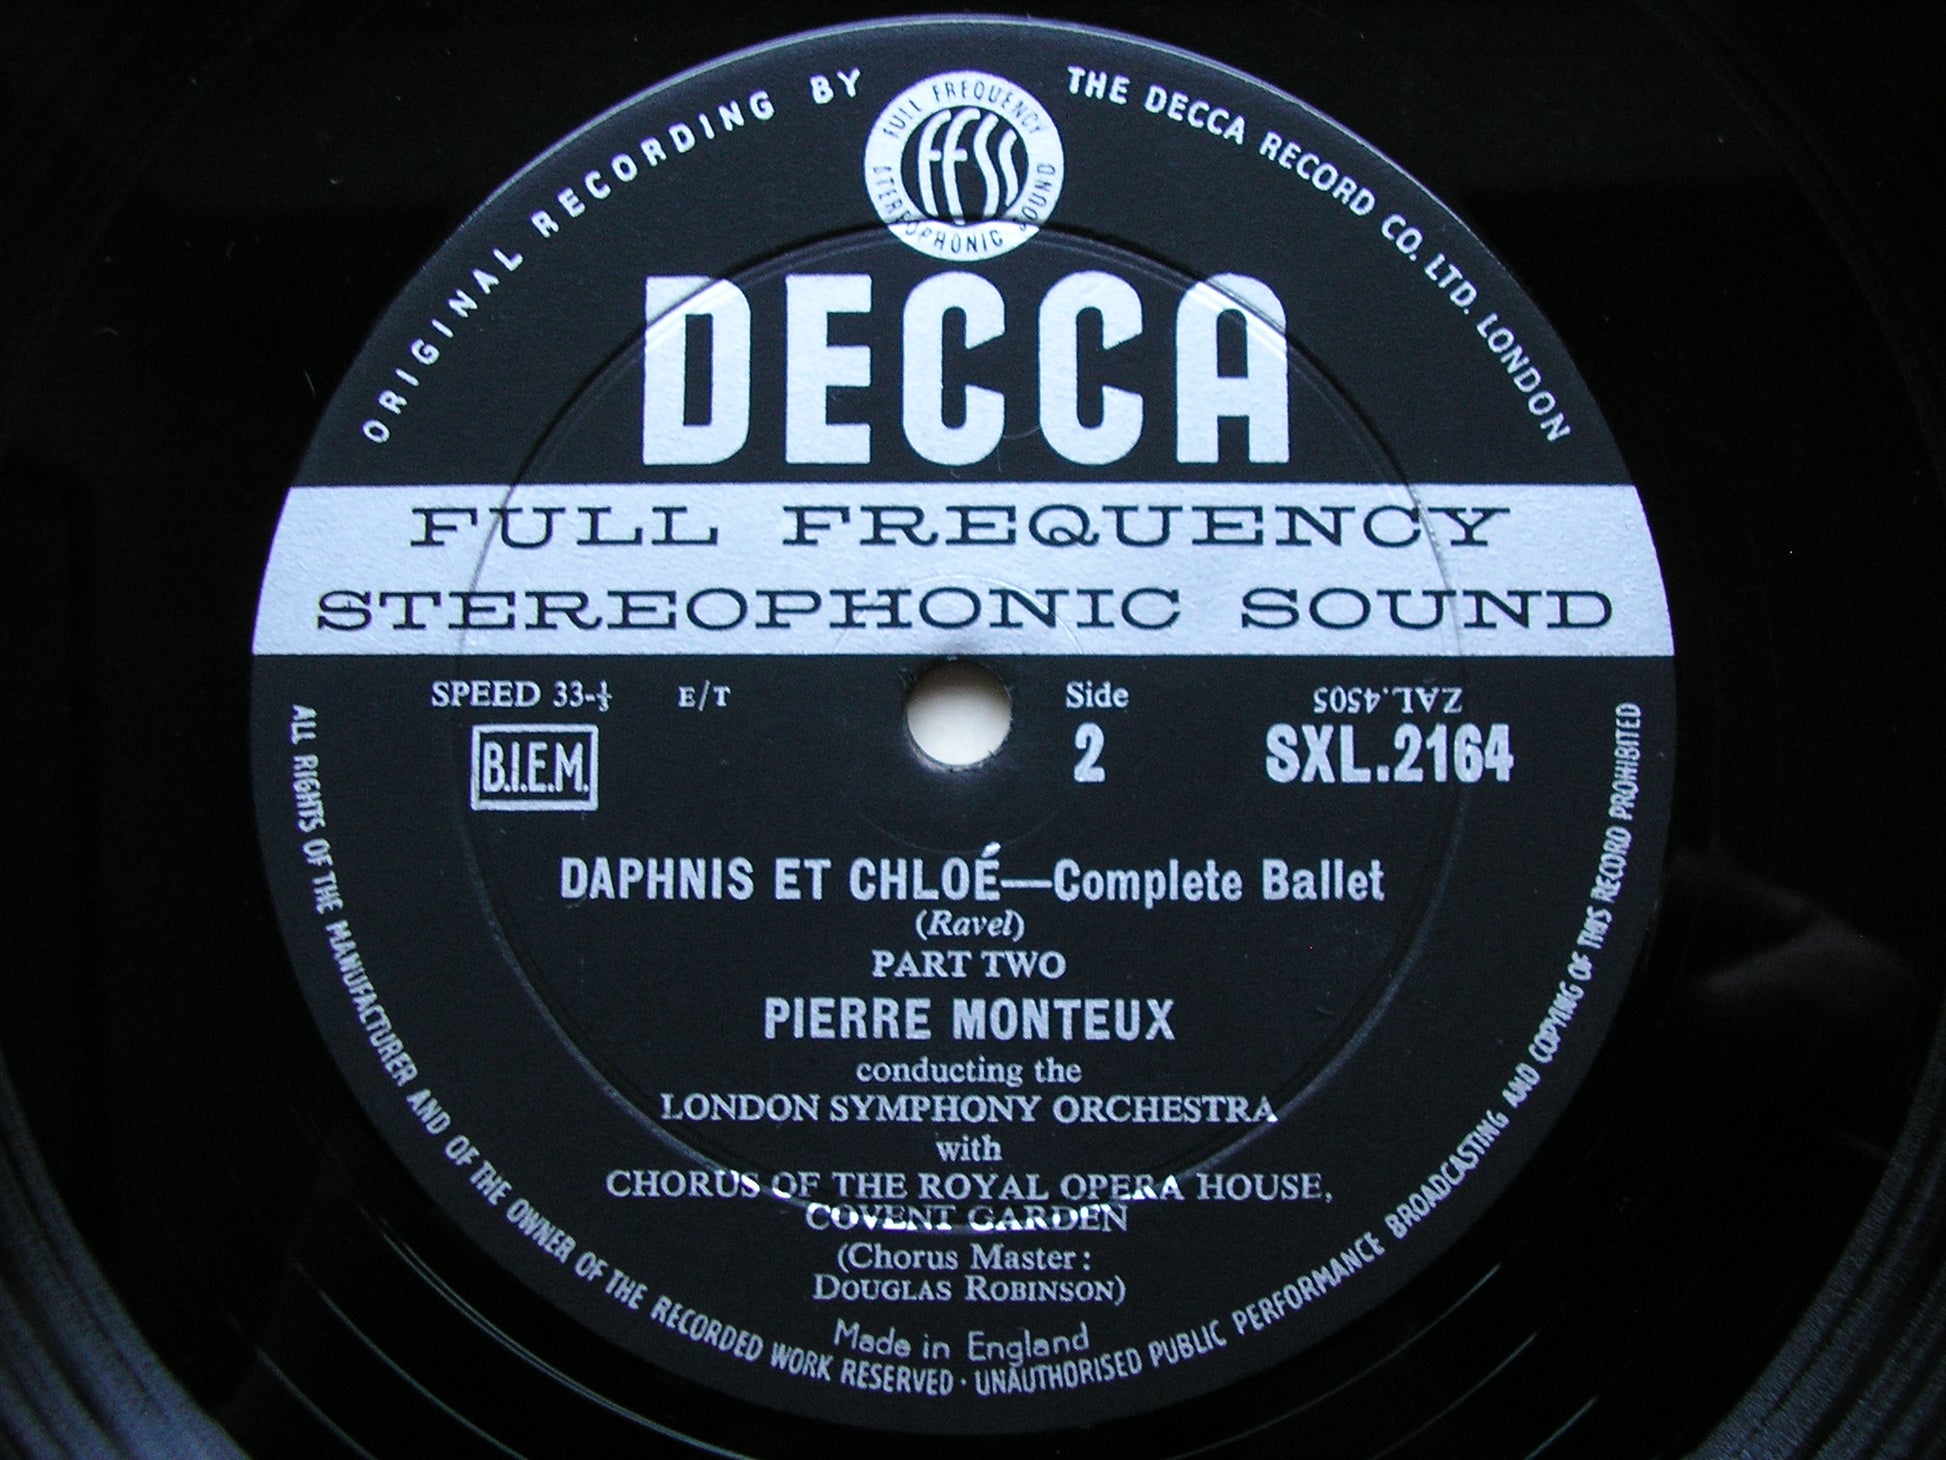 ORIGINAL RECORDING BY THE DECCA RECORD CO. LTD. LONDON
FULL FREQUENCY
STEREOPHONIC SOUND
FFSS
DECCA
FULL FREQUENCY
STEREOPHONIC SOUND
SPEED 33-⅓ E/T Side ZAL.4505
B.I.E.M. 2 SXL.2164
DAPHNIS ET CHLOÉ—Complete Ballet
(Ravel)
PART TWO
PIERRE MONTEUX
conducting the
LONDON SYMPHONY ORCHESTRA
with
CHORUS OF THE ROYAL OPERA HOUSE,
COVENT GARDEN
(Chorus Master:
DOUGLAS ROBINSON)
Made in England
ALL RIGHTS OF THE MANUFACTURER AND OF THE OWNER OF THE RECORDED WORK RESERVED · UNAUTHORISED PUBLIC PERFORMANCE BROADCASTING AND COPYING OF THIS RECORD PROHIBITED